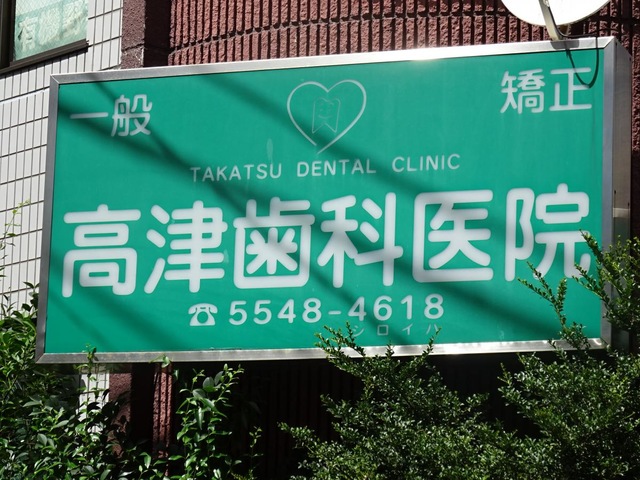 一般 矯正
TAKATSU DENTAL CLINIC
高津歯科医院
☎5548-4618
シロイハ